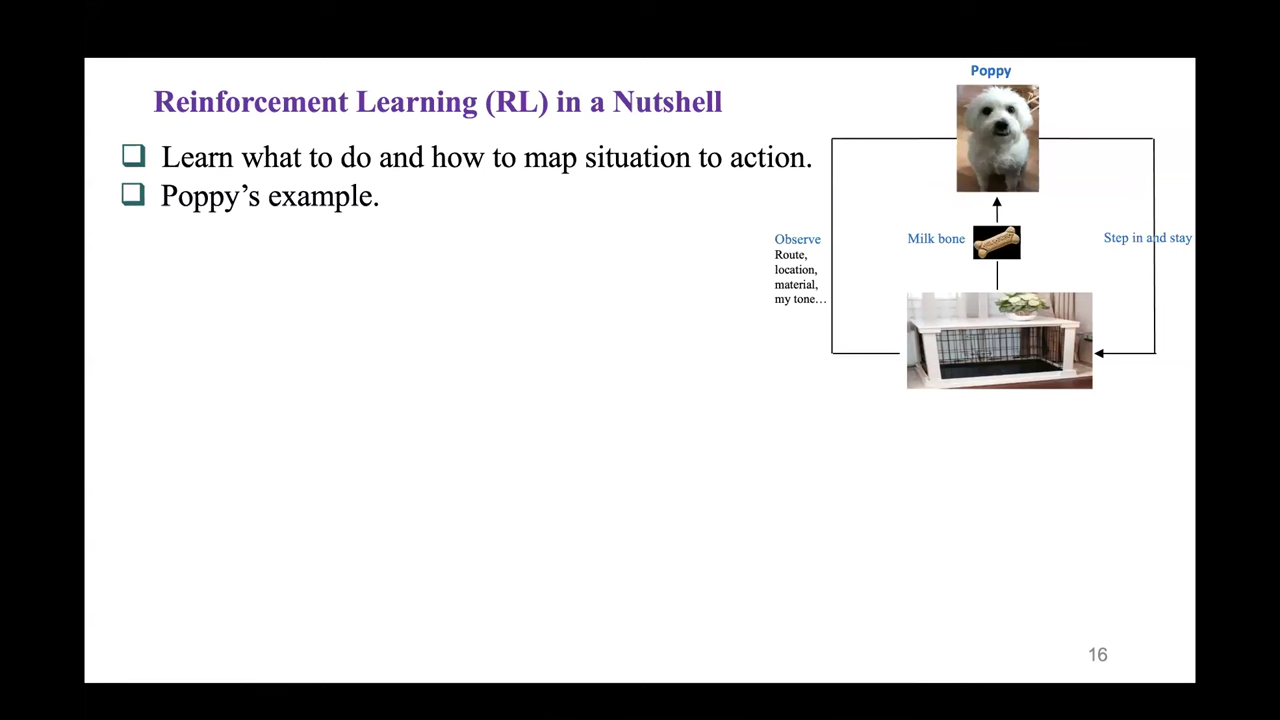 Reinforcement Learning (RL) in a Nutshell
Learn what to do and how to map situation to action.
Poppy’s example.
Poppy
Observe
Route,
location,
material,
my tone…
Milk bone
Step in and stay
16